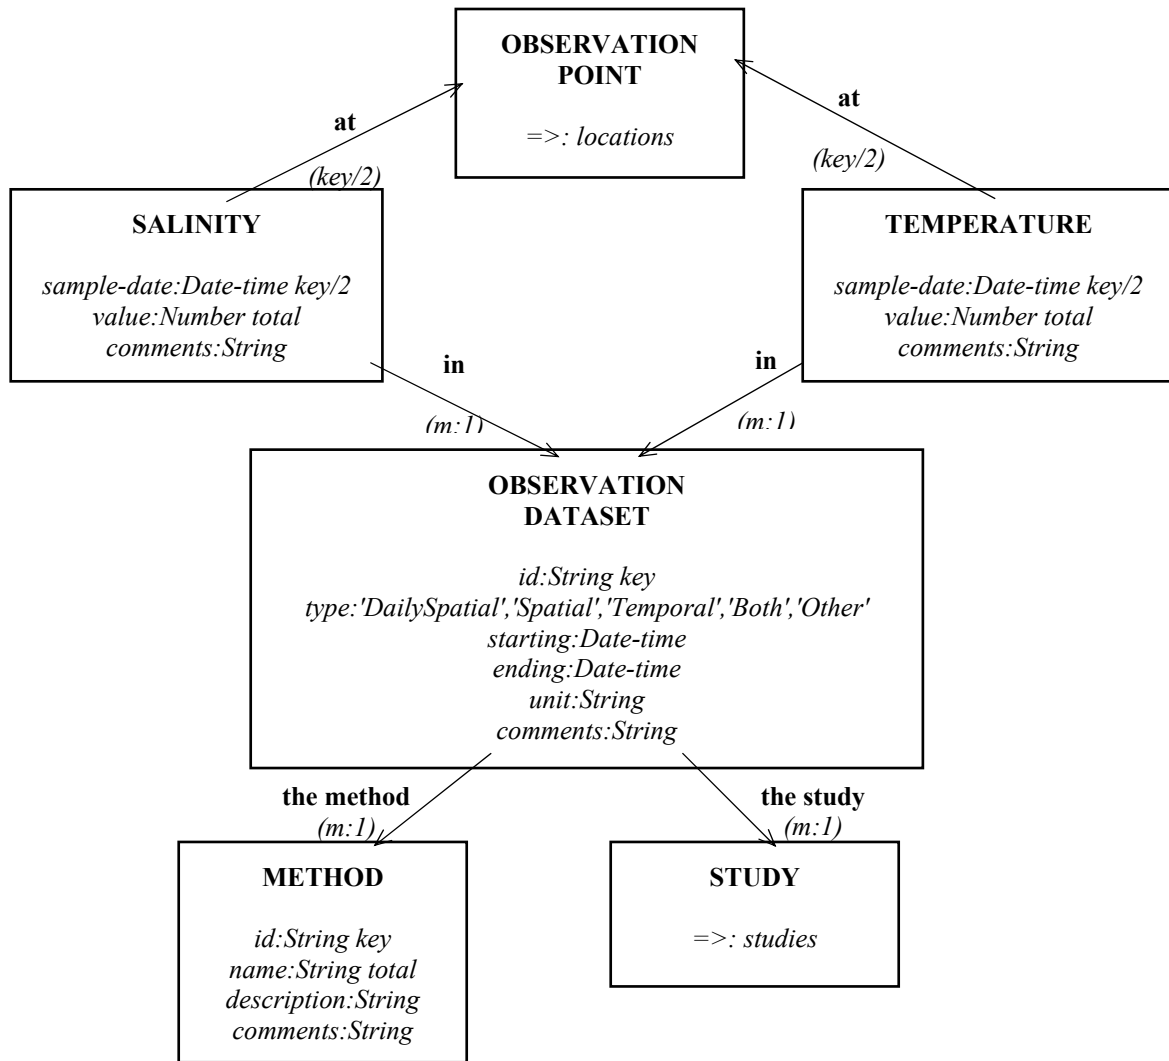 OBSERVATION
POINT
=>: locations
at
(key/2)
at
(key/2)
SALINITY
sample-date:Date-time key/2
value:Number total
comments:String
TEMPERATURE
sample-date:Date-time key/2
value:Number total
comments:String
in
(m:1)
in
(m:1)
OBSERVATION
DATASET
id:String key
type:'DailySpatial','Spatial','Temporal','Both','Other'
starting:Date-time
ending:Date-time
unit:String
comments:String
the method
(m:1)
the study
(m:1)
METHOD
id:String key
name:String total
description:String
comments:String
STUDY
=>: studies